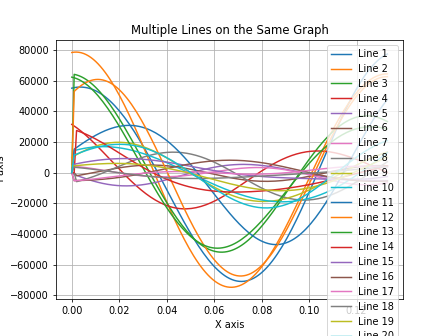 Multiple Lines on the Same Graph
80000
60000
40000
20000
0
−20000
−40000
−60000
−80000
0.00 0.02 0.04 0.06 0.08 0.10
X axis
Line 1
Line 2
Line 3
Line 4
Line 5
Line 6
Line 7
Line 8
Line 9
Line 10
Line 11
Line 12
Line 13
Line 14
Line 15
Line 16
Line 17
Line 18
Line 19
Line 20